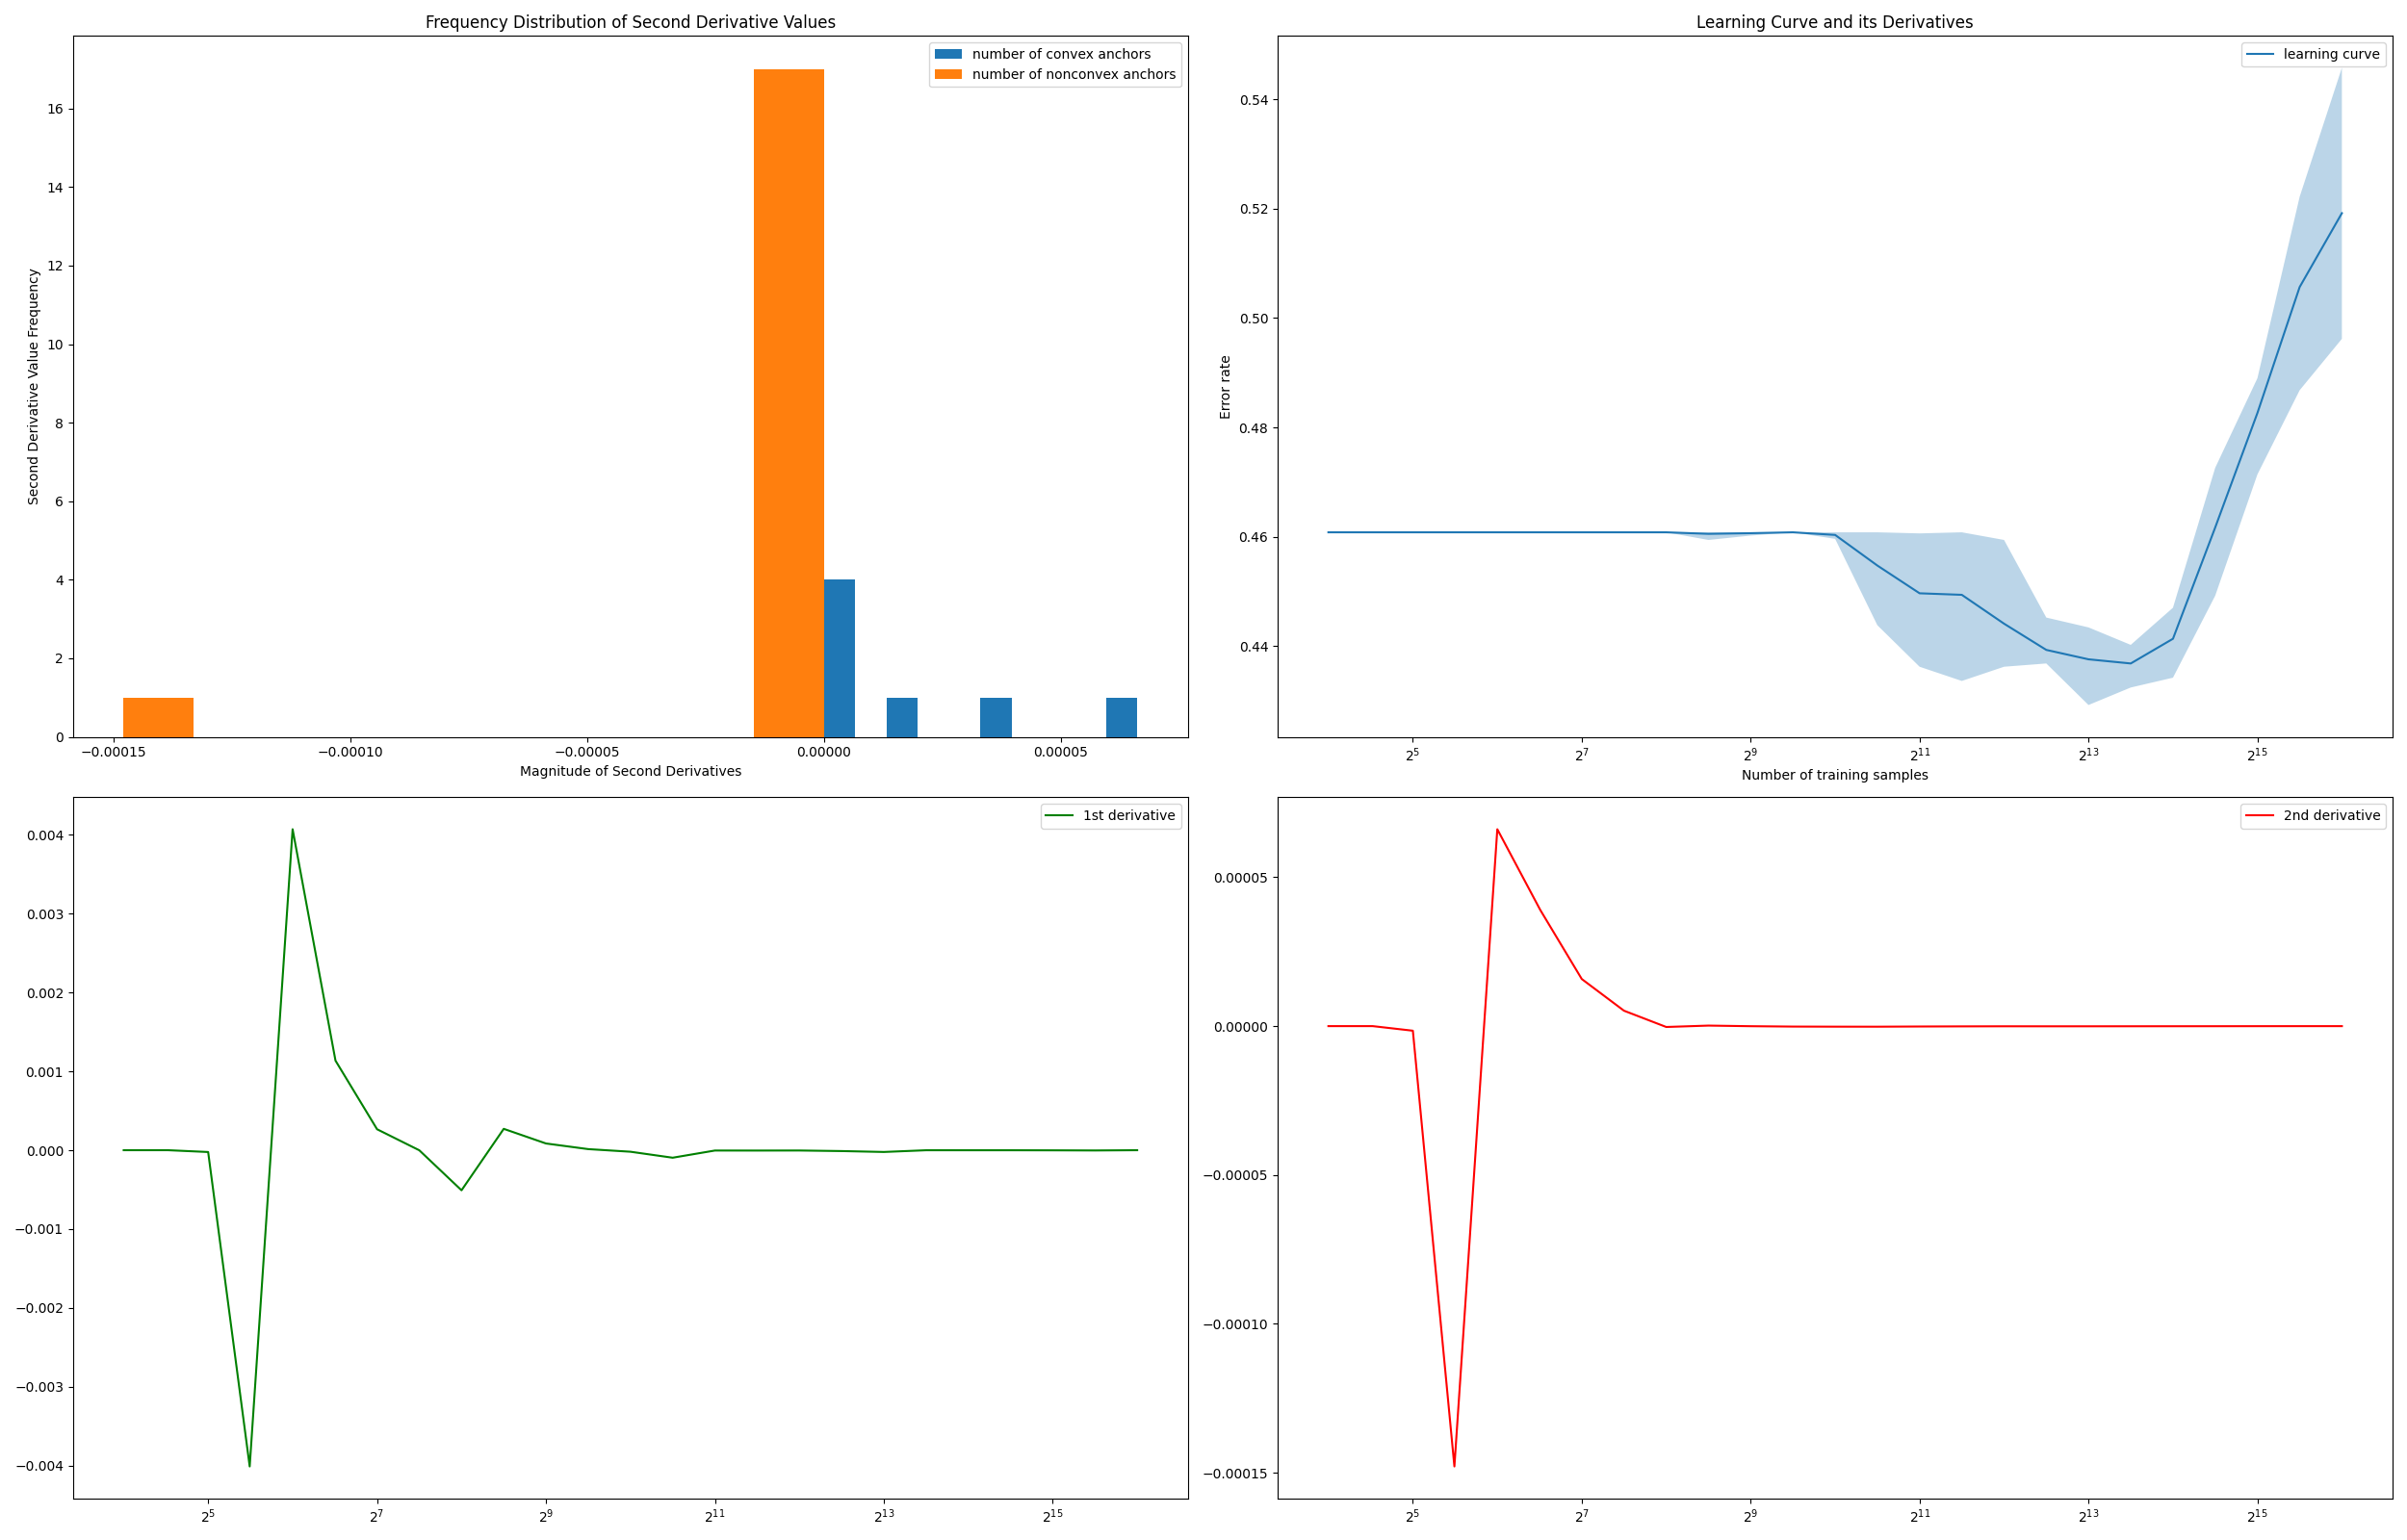 Frequency Distribution of Second Derivative Values
number of convex anchors
number of nonconvex anchors
Second Derivative Value Frequency
16
14
12
10
8
6
4
2
0
−0.00015 −0.00010 −0.00005 0.00000 0.00005
Magnitude of Second Derivatives
Learning Curve and its Derivatives
learning curve
Error rate
0.54
0.52
0.50
0.48
0.46
0.44
2^5 2^7 2^9 2^11 2^13 2^15
Number of training samples
1st derivative
0.004
0.003
0.002
0.001
0.000
−0.001
−0.002
−0.003
−0.004
2^5 2^7 2^9 2^11 2^13 2^15
2nd derivative
0.00005
0.00000
−0.00005
−0.00010
−0.00015
2^5 2^7 2^9 2^11 2^13 2^15